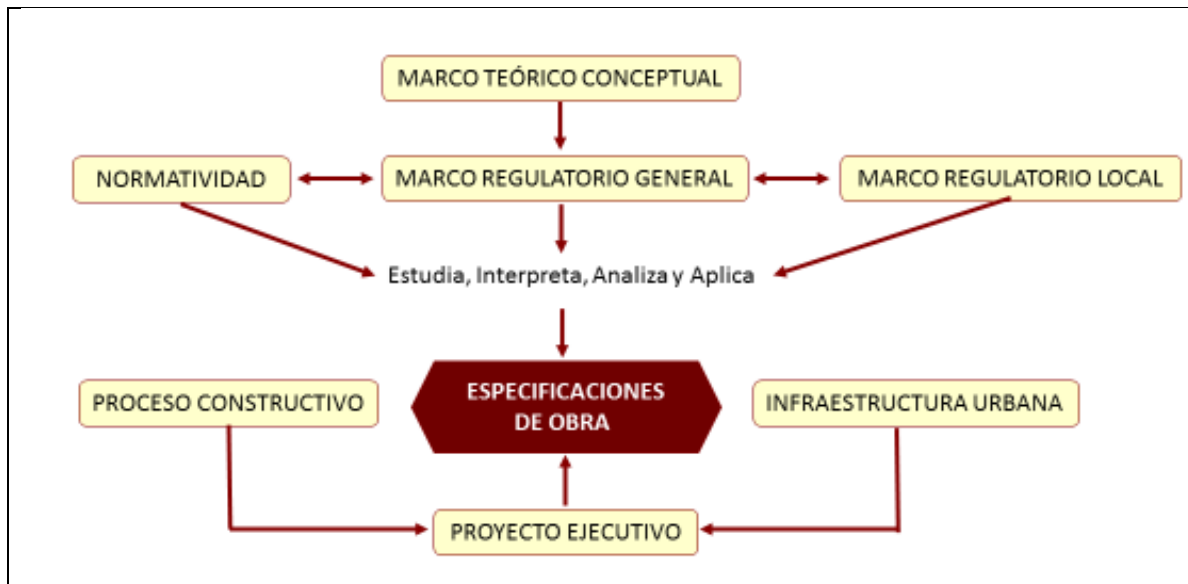 MARCO TEÓRICO CONCEPTUAL
NORMATIVIDAD
MARCO REGULATORIO GENERAL
MARCO REGULATORIO LOCAL
Estudia, Interpreta, Analiza y Aplica
PROCESO CONSTRUCTIVO
ESPECIFICACIONES
DE OBRA
INFRAESTRUCTURA URBANA
PROYECTO EJECUTIVO